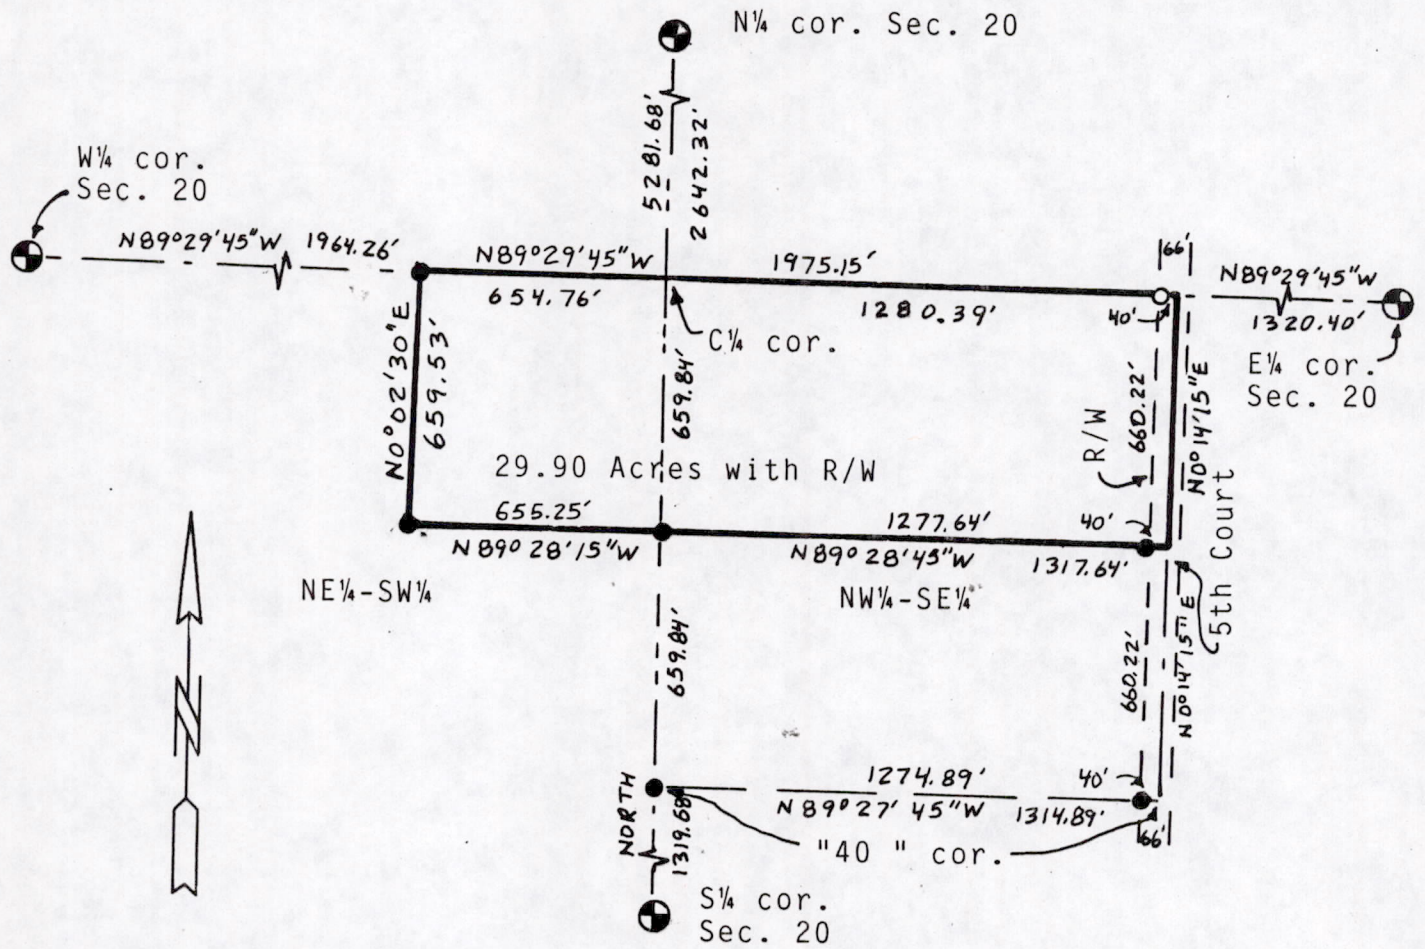 N¼ cor. Sec. 20
5281.68'
2642.32'
W¼ cor.
Sec. 20
N89°29'45"W 1964.26'
N89°29'45"W
654.76'
1975.15'
1280.39'
66'
40'
N89°29'45"W
1320.40'
E¼ cor.
Sec. 20
C¼ cor.
N0°02'30"E
659.53'
659.84'
R/W
660.22'
N0°14'15"E
29.90 Acres with R/W
655.25'
N89°28'15"W
1277.64'
N89°28'45"W
40'
1317.64'
5th Court
NE¼-SW¼
NW¼-SE¼
659.84'
660.22'
N0°14'15"E
N
NORTH
1319.68'
1274.89'
N89°27'45"W
1314.89'
40'
66'
"40 " cor.
S¼ cor.
Sec. 20